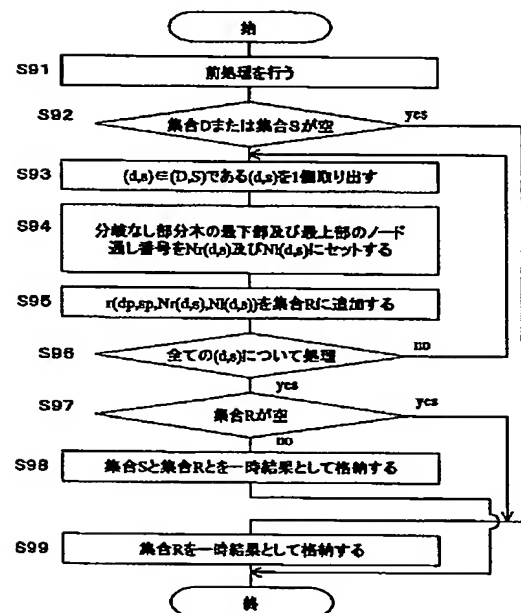 始
S91
前処理を行う
S92
集合Dまたは集合Sが空
yes
S93
(d,s)∈(D,S)である(d,s)を1個取り出す
S94
分岐なし部分木の最下部及び最上部のノード
通し番号をNr(d,s)及びNl(d,s)にセットする
S95
r(dp,sp,Nr(d,s),Nl(d,s))を集合Rに追加する
S96
全ての(d,s)について処理
no
yes
S97
集合Rが空
yes
no
S98
集合Sと集合Rとを一時結果として格納する
S99
集合Rを一時結果として格納する
終